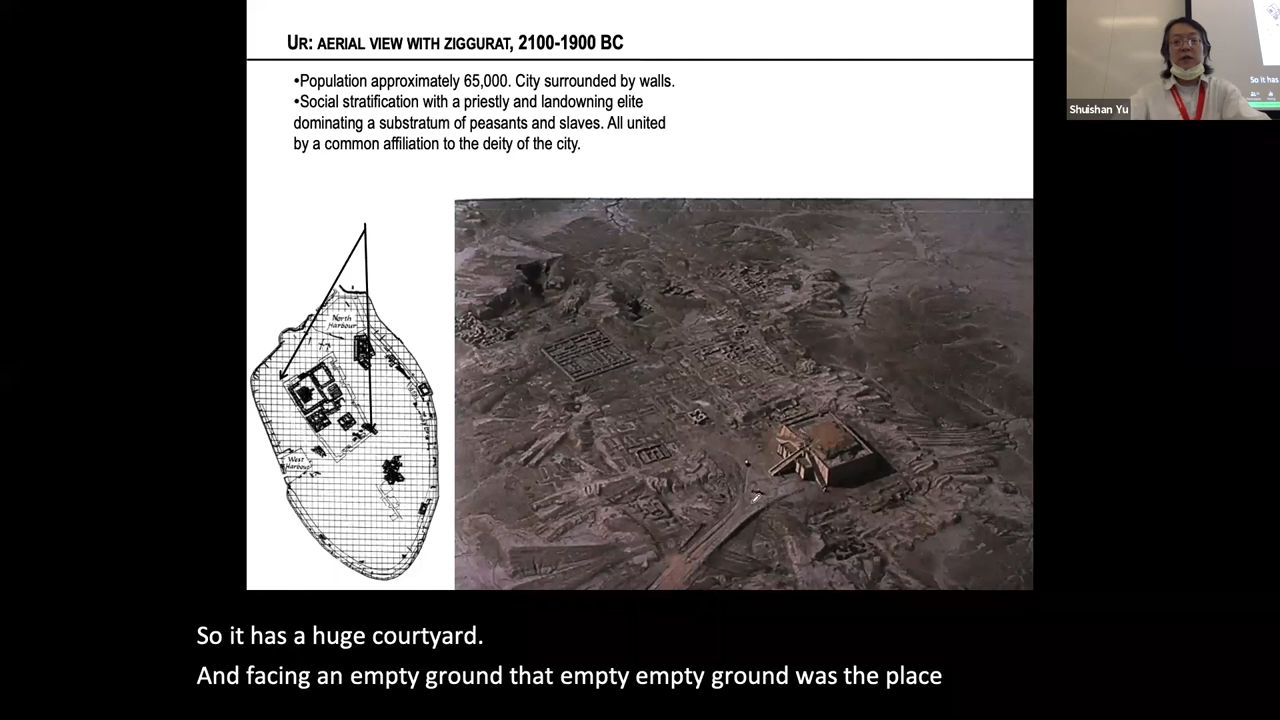 UR: AERIAL VIEW WITH ZIGGURAT, 2100-1900 BC
•Population approximately 65,000. City surrounded by walls.
•Social stratification with a priestly and landowning elite
dominating a substratum of peasants and slaves. All united
by a common affiliation to the deity of the city.
North
Harbour
West
Harbour
Shuishan Yu
So it has
So it has a huge courtyard.
And facing an empty ground that empty empty ground was the place